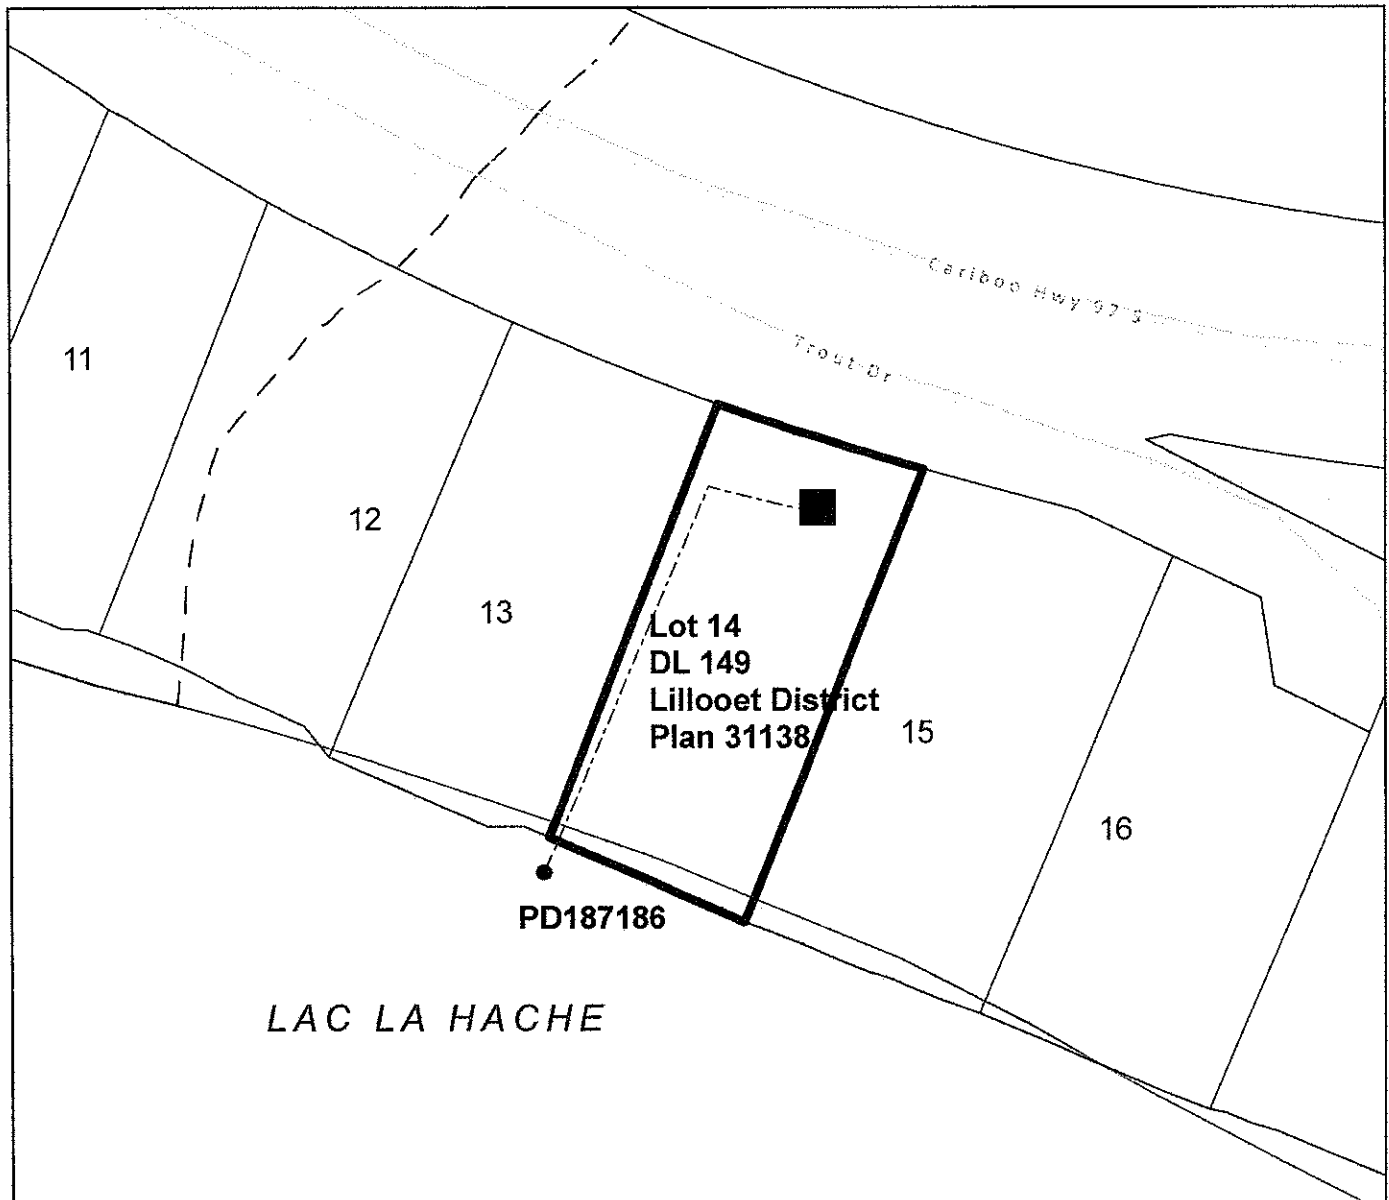 Cariboo Hwy 97 S
Trout Dr
11
12
13
Lot 14
DL 149
Lillooet District
Plan 31138
15
16
PD187186
LAC LA HACHE